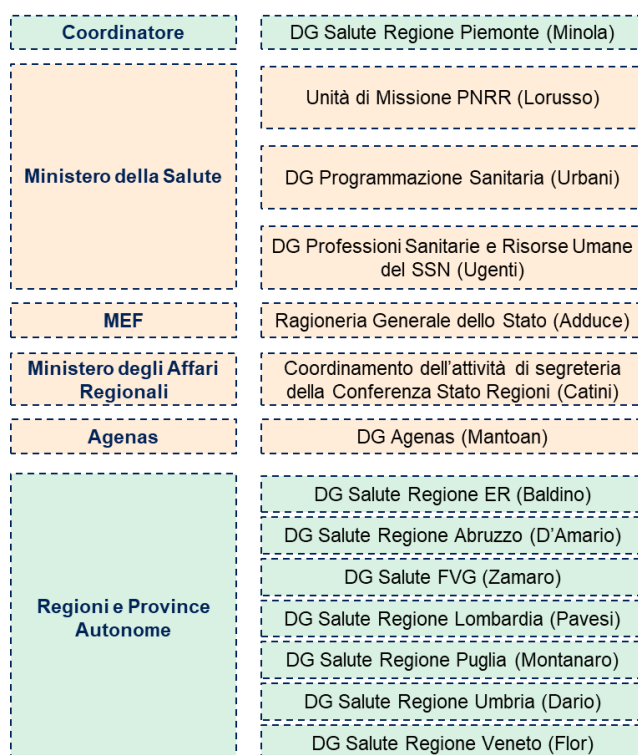 Coordinatore
DG Salute Regione Piemonte (Minola)
Ministero della Salute
Unità di Missione PNRR (Lorusso)
DG Programmazione Sanitaria (Urbani)
DG Professioni Sanitarie e Risorse Umane
del SSN (Ugenti)
MEF
Ragioneria Generale dello Stato (Adduce)
Ministero degli Affari
Regionali
Coordinamento dell'attività di segreteria
della Conferenza Stato Regioni (Catini)
Agenas
DG Agenas (Mantoan)
Regioni e Province
Autonome
DG Salute Regione ER (Baldino)
DG Salute Regione Abruzzo (D'Amario)
DG Salute FVG (Zamaro)
DG Salute Regione Lombardia (Pavesi)
DG Salute Regione Puglia (Montanaro)
DG Salute Regione Umbria (Dario)
DG Salute Regione Veneto (Flor)